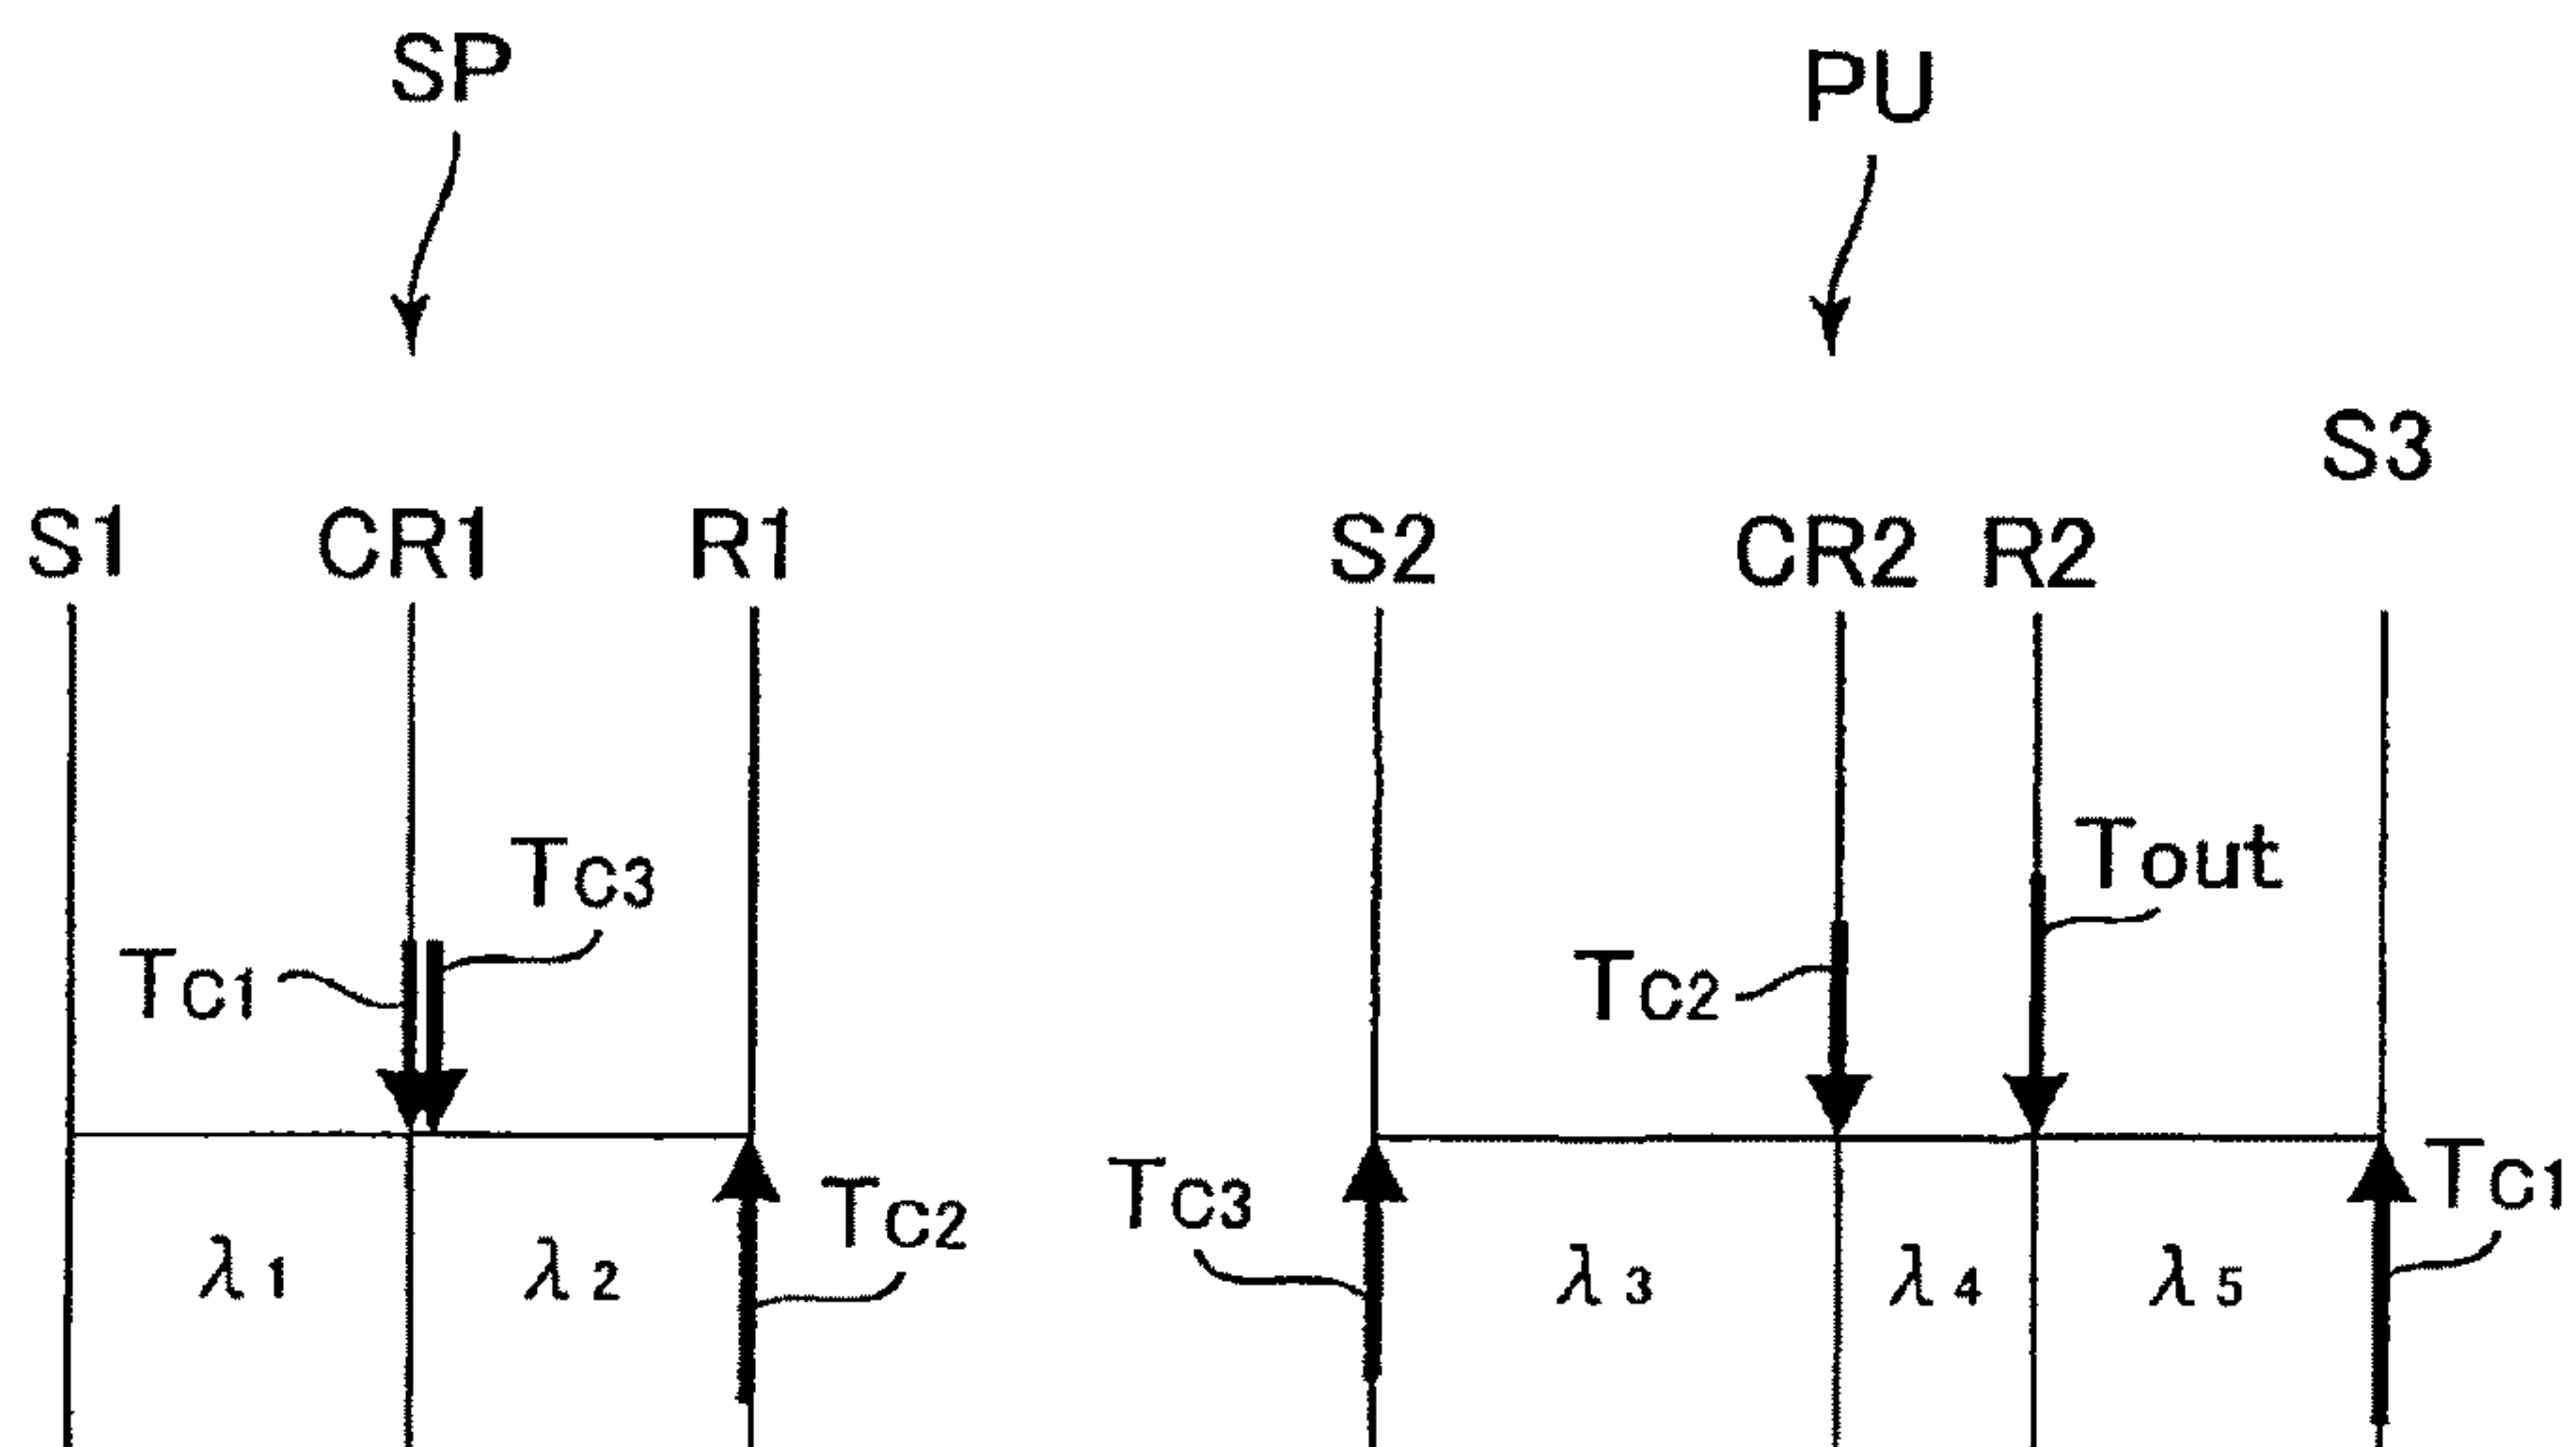 SP PU
S3
S1 CR1 R1 S2 CR2 R2
Tc3 Tout
Tc1 Tc2
Tc3 Tc2 Tc1
λ1 λ2 λ3 λ4 λ5